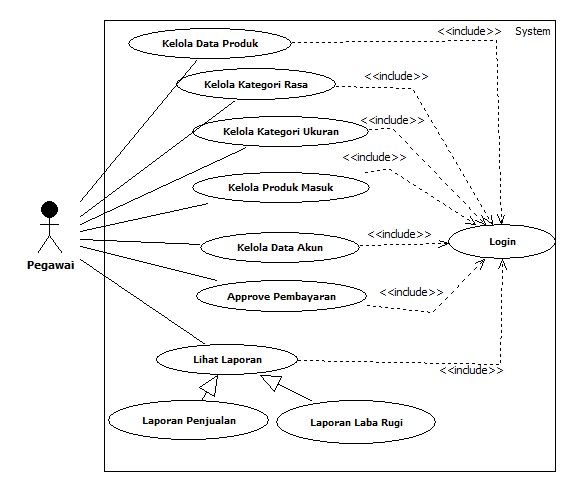 <<include>> System
Kelola Data Produk
Kelola Kategori Rasa
<<include>>
Kelola Kategori Ukuran
<<include>>
<<include>>
Kelola Produk Masuk
Pegawai
Kelola Data Akun
<<include>>
Login
Approve Pembayaran
<<include>>
Lihat Laporan
<<include>>
Laporan Penjualan
Laporan Laba Rugi